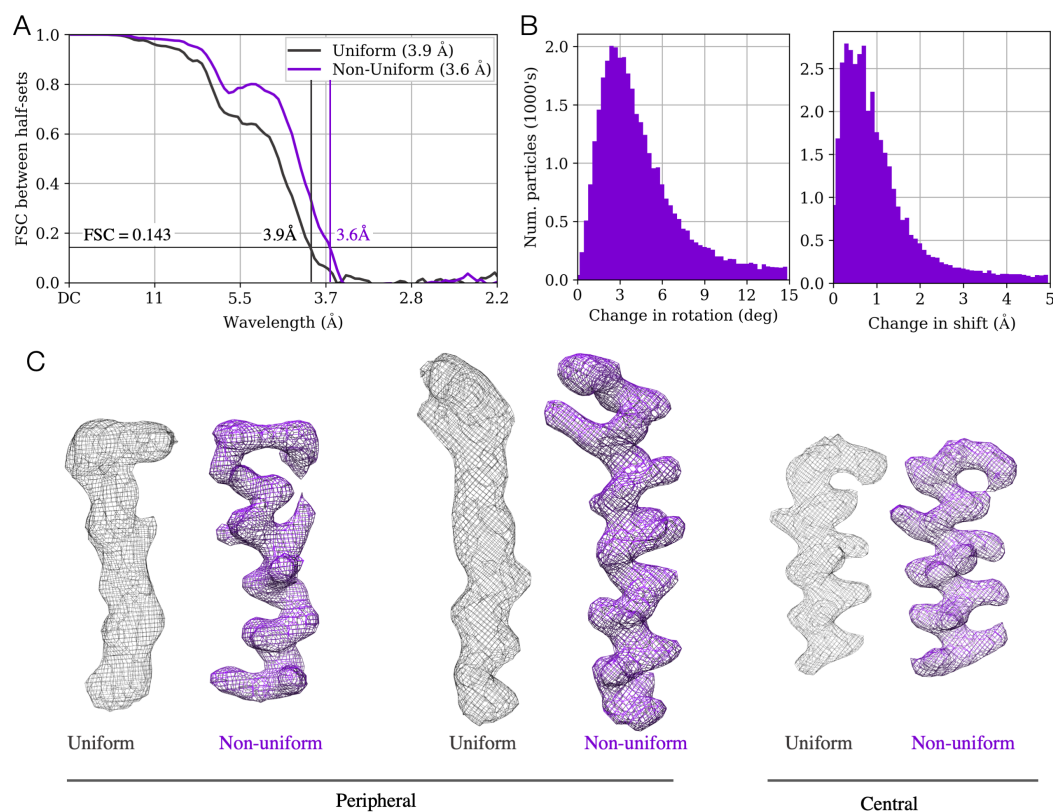 A
FSC between half-sets
1.0
0.8
0.6
0.4
0.2
0.0
Uniform (3.9 Å)
Non-Uniform (3.6 Å)
FSC = 0.143
3.9Å
3.6Å
DC
11
5.5
3.7
2.8
2.2
Wavelength (Å)
B
Num. particles (1000's)
2.0
1.5
1.0
0.5
0.0
0
3
6
9
12
15
Change in rotation (deg)
2.5
2.0
1.5
1.0
0.5
0.0
0
1
2
3
4
5
Change in shift (Å)
C
Uniform
Non-uniform
Uniform
Non-uniform
Uniform
Non-uniform
Peripheral
Central